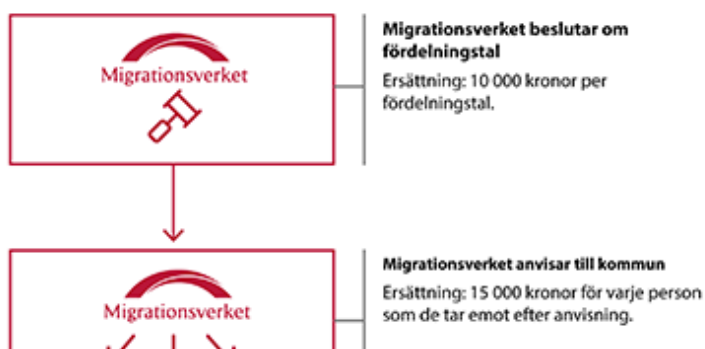 Migrationsverket
Migrationsverket beslutar om
fördelningstal
Ersättning: 10 000 kronor per
fördelningstal.
Migrationsverket
Migrationsverket anvisar till kommun
Ersättning: 15 000 kronor för varje person
som de tar emot efter anvisning.